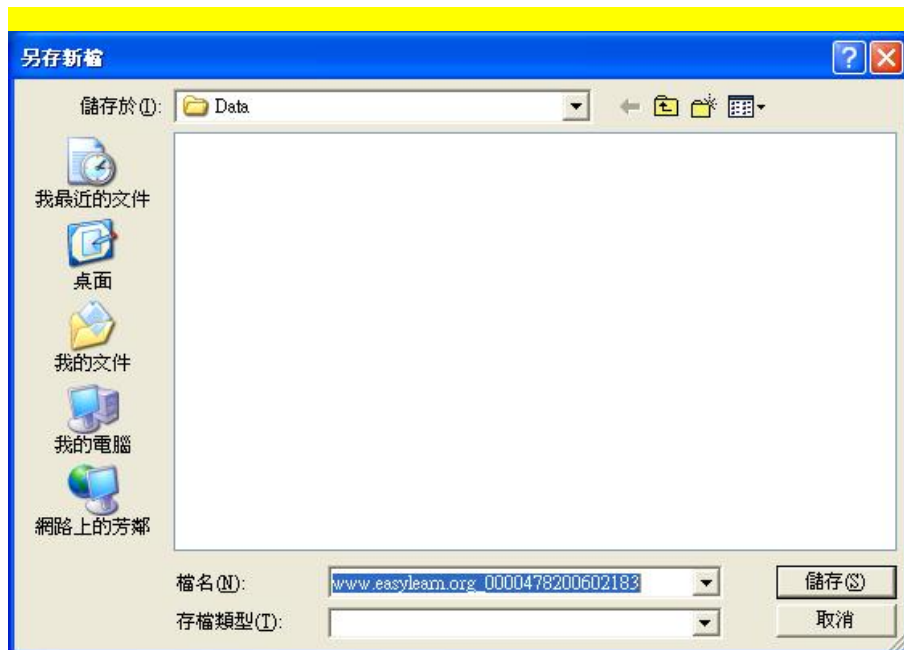 另存新檔
儲存於(I): Data
我最近的文件
桌面
我的文件
我的電腦
網路上的芳鄰
檔名(N): www.easylearn.org_0000478200602183 儲存(S)
存檔類型(T): 取消